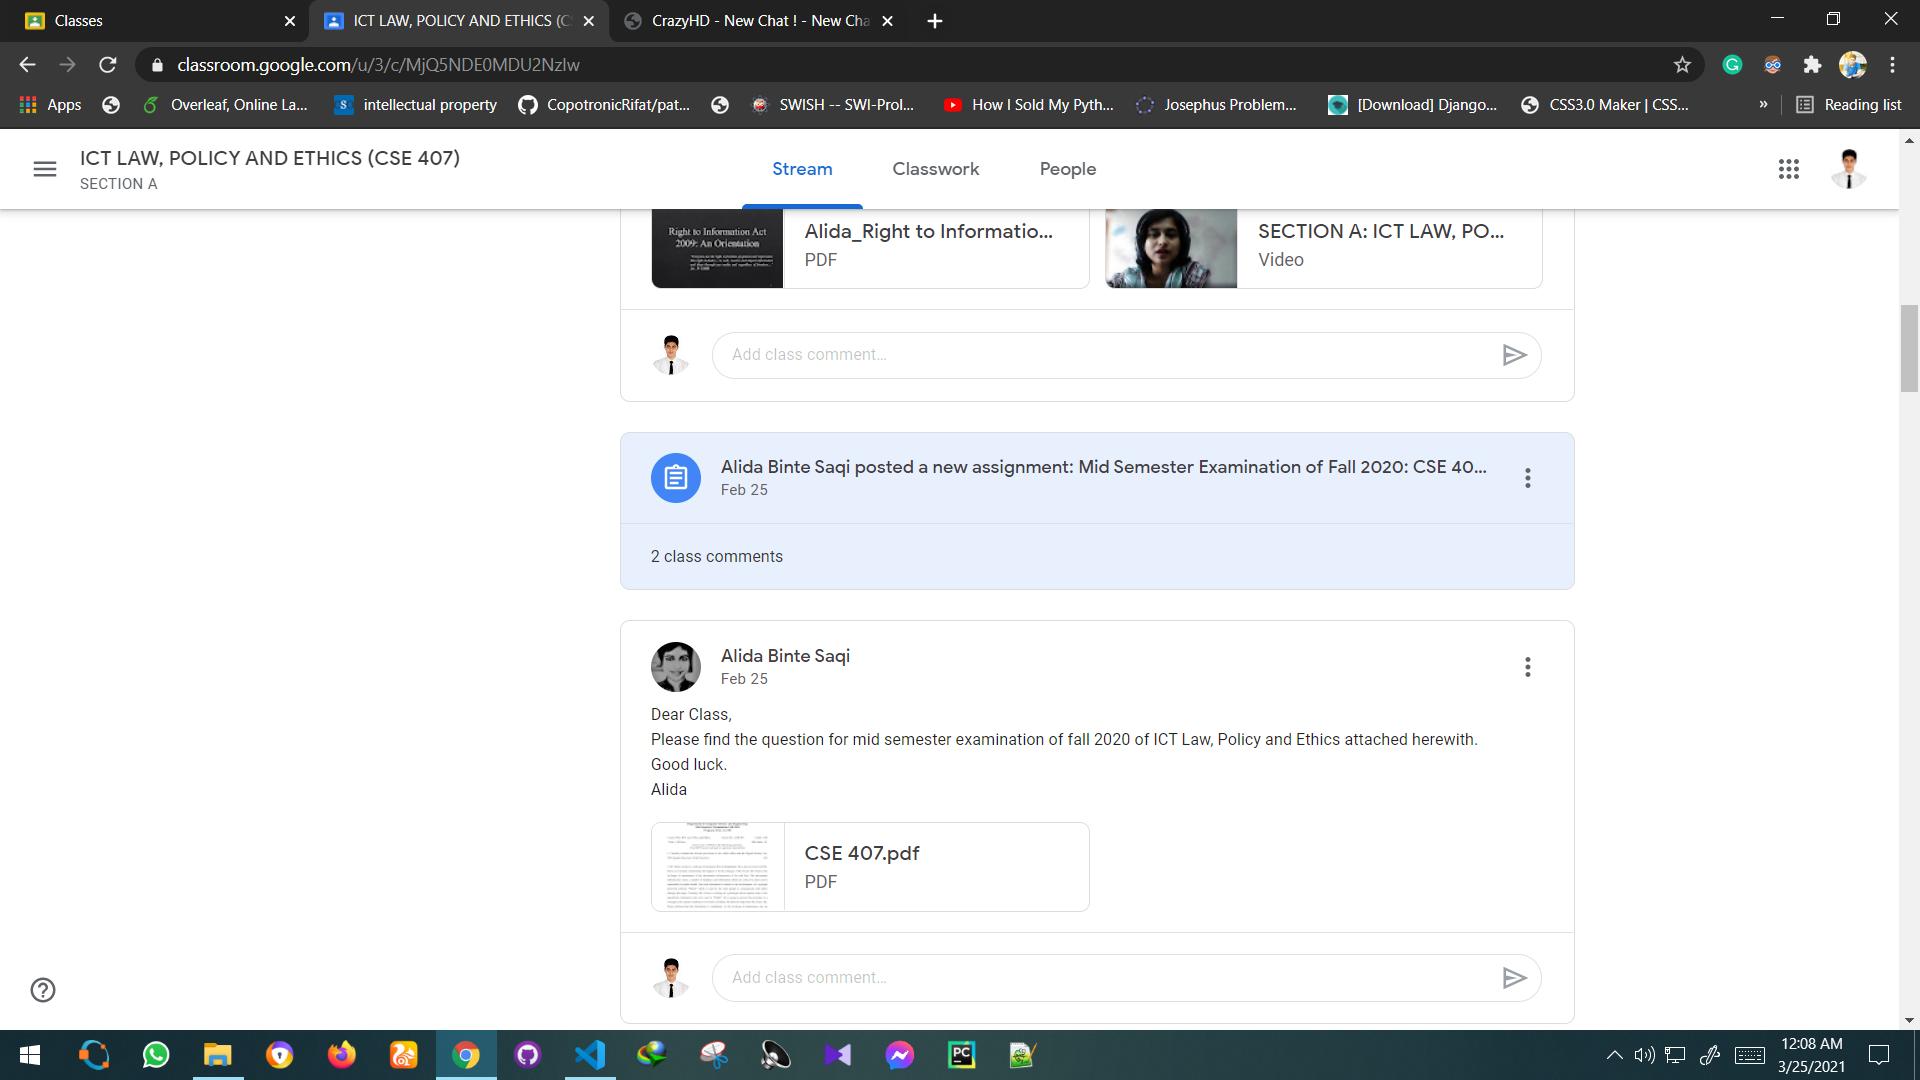 Classes
ICT LAW, POLICY AND ETHICS (C
CrazyHD - New Chat ! - New Cha
classroom.google.com/u/3/c/MjQ5NDE0MDU2NzIw
Apps
Overleaf, Online La...
S
intellectual property
CopotronicRifat/pat...
SWISH -- SWI-Prol...
How I Sold My Pyth...
Josephus Problem...
[Download] Django...
CSS3.0 Maker | CSS...
»
Reading list
ICT LAW, POLICY AND ETHICS (CSE 407)
SECTION A
Stream
Classwork
People
Right to Information Act
2009: An Orientation
Alida_Right to Informatio...
PDF
SECTION A: ICT LAW, PO...
Video
Add class comment...
Alida Binte Saqi posted a new assignment: Mid Semester Examination of Fall 2020: CSE 40...
Feb 25
2 class comments
Alida Binte Saqi
Feb 25
Dear Class,
Please find the question for mid semester examination of fall 2020 of ICT Law, Policy and Ethics attached herewith.
Good luck.
Alida
CSE 407.pdf
PDF
Add class comment...
PC
12:08 AM
3/25/2021